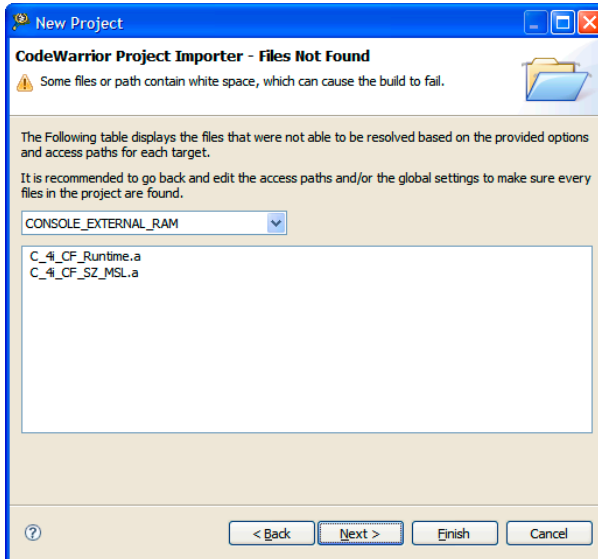 New Project
CodeWarrior Project Importer - Files Not Found
Some files or path contain white space, which can cause the build to fail.
The Following table displays the files that were not able to be resolved based on the provided options
and access paths for each target.
It is recommended to go back and edit the access paths and/or the global settings to make sure every
files in the project are found.
CONSOLE_EXTERNAL_RAM
C_4i_CF_Runtime.a
C_4i_CF_SZ_MSL.a
< Back Next > Finish Cancel